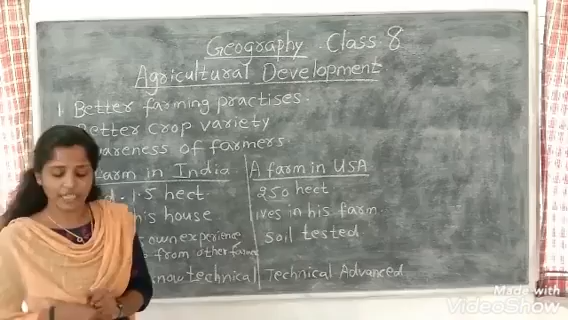 Geography Class 8
Agricultural Development
1. Better farming practises.
Better crop variety
of farmers
farm in India
A farm in USA
1.5 hect
250 hect
his house
in his farm
own experience
Soil tested
from other
technical
Technical Advanced
Made with
VideoShow